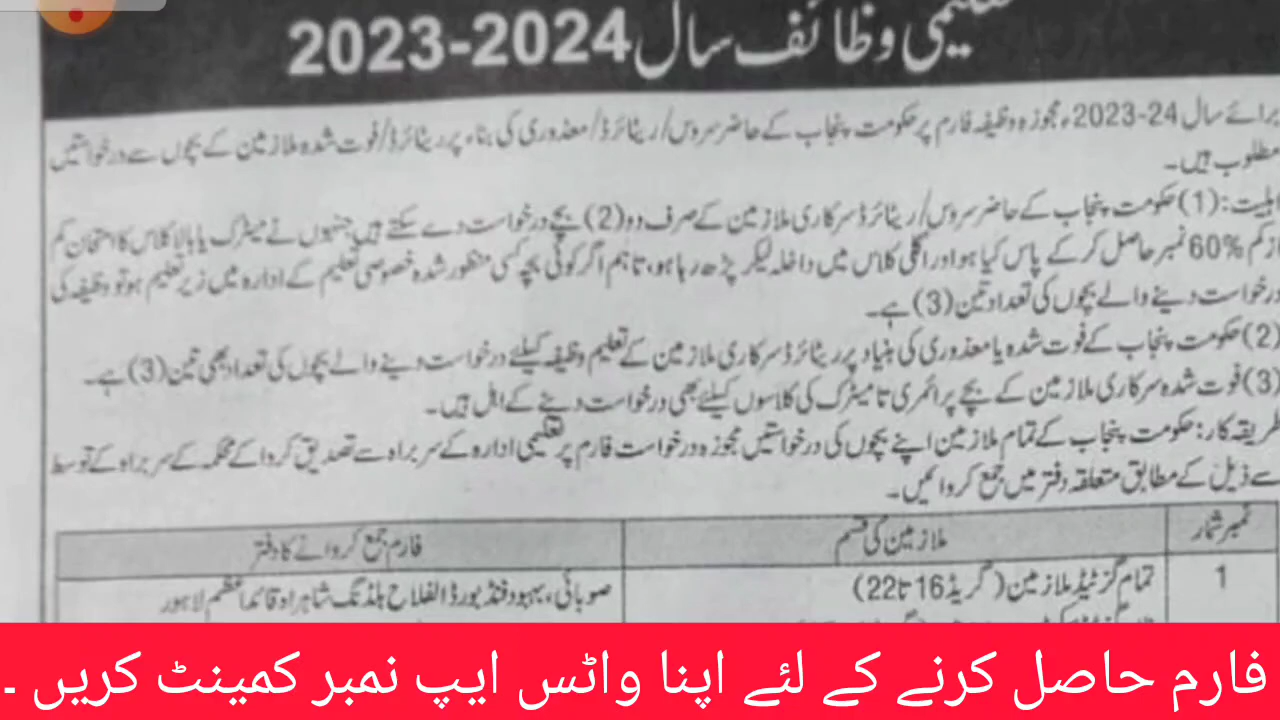 تعلیمی وظائف سال 2024-2023
برائے سال 24-2023ء مجوزہ وظیفہ فارم پر حکومت پنجاب کے حاضر سروس/ریٹائرڈ/معذوری کی بناء پر ریٹائرڈ/فوت شدہ ملازمین کے بچوں سے درخواستیں
مطلوب ہیں۔
اہلیت: (1) حکومت پنجاب کے حاضر سروس/ریٹائرڈ سرکاری ملازمین کے صرف دو (2) بچے درخواست دے سکتے ہیں جنہوں نے میٹرک یا بالا کلاس کا امتحان کم
ازکم %60 نمبر حاصل کر کے پاس کیا ہو اور اگلی کلاس میں داخلہ لیکر پڑھ رہا ہو، تاہم اگر کوئی بچہ کسی منظور شدہ خصوصی تعلیم کے ادارہ میں زیر تعلیم ہو تو وظیفہ کی
درخواست دینے والے بچوں کی تعداد تین (3) ہے۔
(2) حکومت پنجاب کے فوت شدہ یا معذوری کی بنیاد پر ریٹائرڈ سرکاری ملازمین کے تعلیم وظیفہ کیلئے درخواست دینے والے بچوں کی تعداد بھی تین (3) ہے۔
(3) فوت شدہ سرکاری ملازمین کے بچے پرائمری تا میٹرک کی کلاسوں کیلئے بھی درخواست دینے کے اہل ہیں۔
طریقہ کار: حکومت پنجاب کے تمام ملازمین اپنے بچوں کی درخواستیں مجوزہ درخواست فارم پر تعلیمی ادارہ کے سربراہ سے تصدیق کروا کے محکمہ کے سربراہ کے توسط
سے ذیل کے مطابق متعلقہ دفتر میں جمع کروائیں۔
نمبر شمار ملازمین کی قسم فارم جمع کروانے کا دفتر
1 تمام گزٹیڈ ملازمین (گریڈ 16 تا 22) صوبائی، بہبود فنڈ بورڈ الفلاح بلڈنگ شاہراہ قائداعظم لاہور
فارم حاصل کرنے کے لئے اپنا واٹس ایپ نمبر کمینٹ کریں ۔